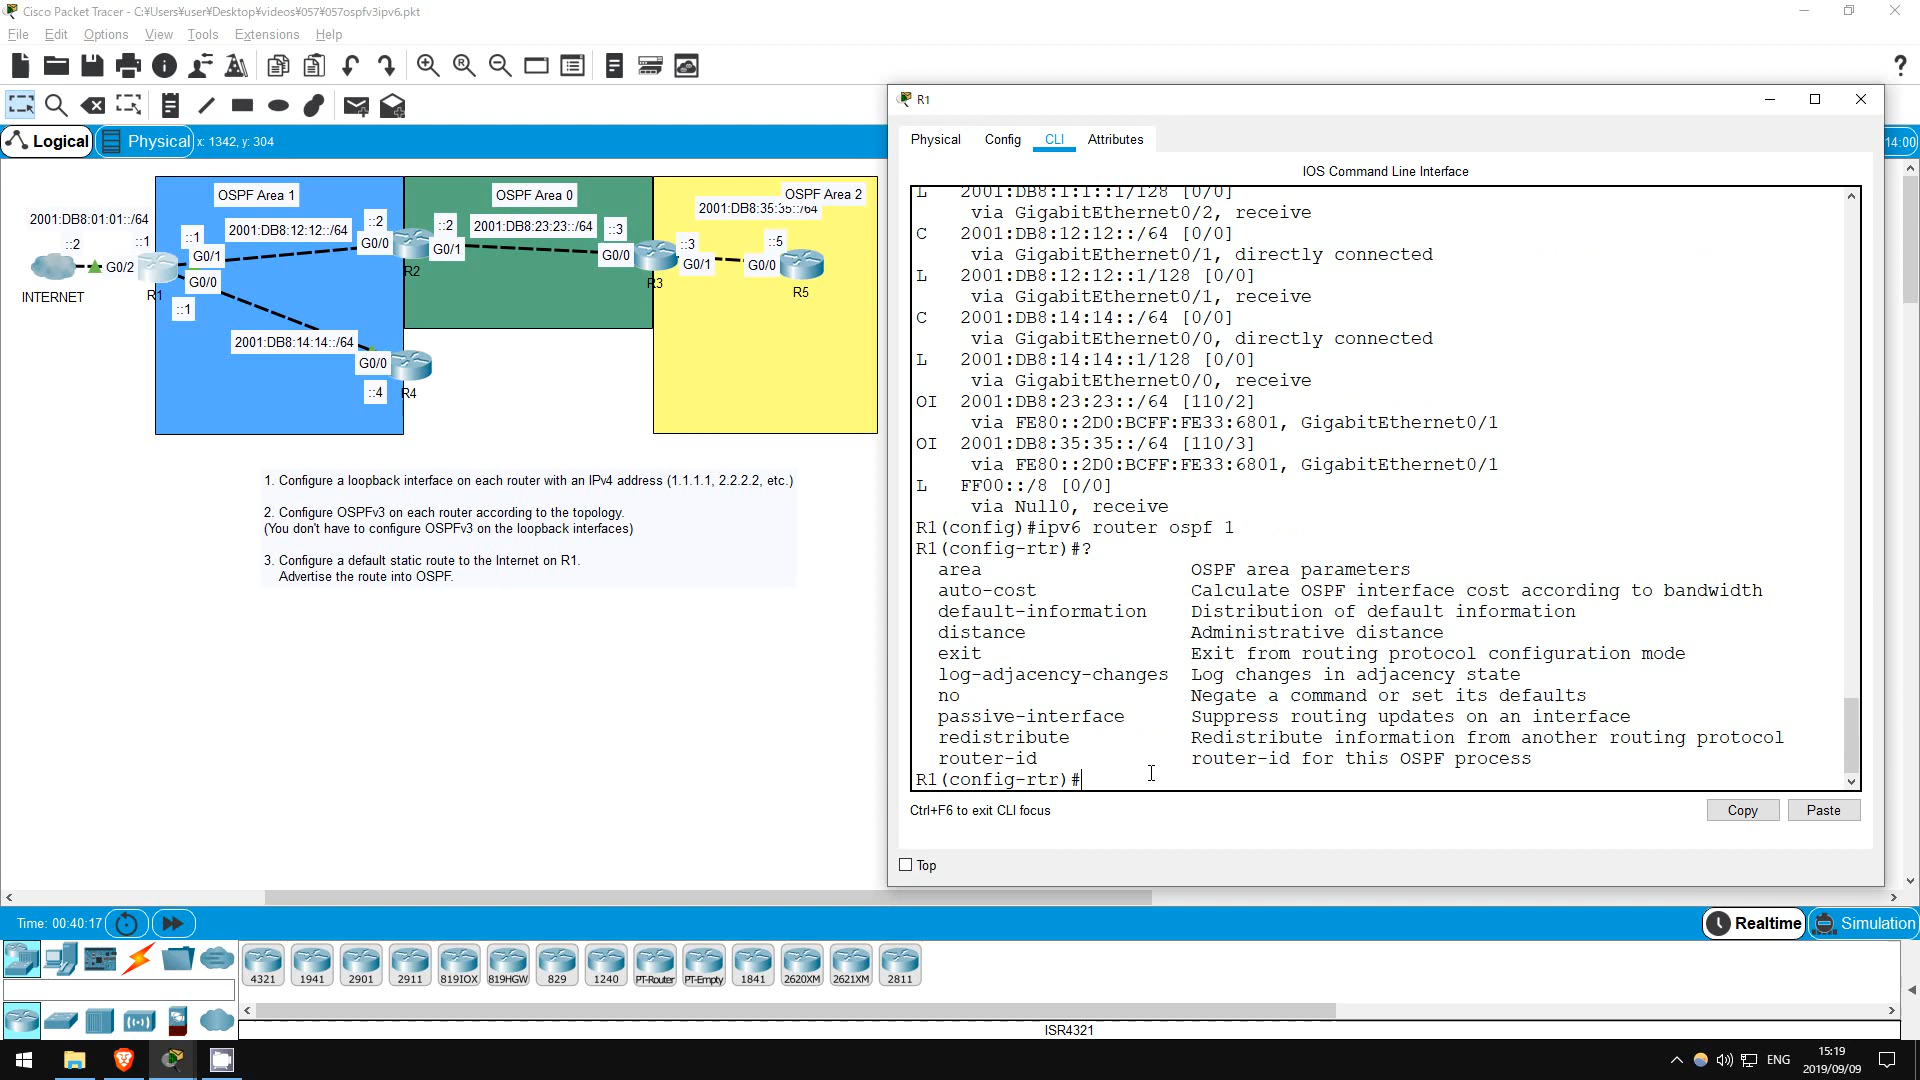 Cisco Packet Tracer - C:¥Users¥user¥Desktop¥videos¥057¥057ospfv3ipv6.pkt
File Edit Options View Tools Extensions Help
Logical Physical x: 1342, y: 304
14:00
OSPF Area 1
OSPF Area 0
OSPF Area 2
2001:DB8:01:01::/64
2001:DB8:12:12::/64
2001:DB8:23:23::/64
2001:DB8:35:35::/64
::2
::1
::1
::2
::2
::3
::3
::5
G0/2
G0/1
G0/0
G0/0
G0/1
G0/0
G0/1
G0/0
INTERNET
R1
R2
R3
R5
::1
2001:DB8:14:14::/64
G0/0
::4
R4
1. Configure a loopback interface on each router with an IPv4 address (1.1.1.1, 2.2.2.2, etc.)
2. Configure OSPFv3 on each router according to the topology.
(You don't have to configure OSPFv3 on the loopback interfaces)
3. Configure a default static route to the Internet on R1.
Advertise the route into OSPF.
R1
Physical Config CLI Attributes
IOS Command Line Interface
L 2001:DB8:1:1::1/128 [0/0]
via GigabitEthernet0/2, receive
C 2001:DB8:12:12::/64 [0/0]
via GigabitEthernet0/1, directly connected
L 2001:DB8:12:12::1/128 [0/0]
via GigabitEthernet0/1, receive
C 2001:DB8:14:14::/64 [0/0]
via GigabitEthernet0/0, directly connected
L 2001:DB8:14:14::1/128 [0/0]
via GigabitEthernet0/0, receive
OI 2001:DB8:23:23::/64 [110/2]
via FE80::2D0:BCFF:FE33:6801, GigabitEthernet0/1
OI 2001:DB8:35:35::/64 [110/3]
via FE80::2D0:BCFF:FE33:6801, GigabitEthernet0/1
L FF00::/8 [0/0]
via Null0, receive
R1(config)#ipv6 router ospf 1
R1(config-rtr)#?
area OSPF area parameters
auto-cost Calculate OSPF interface cost according to bandwidth
default-information Distribution of default information
distance Administrative distance
exit Exit from routing protocol configuration mode
log-adjacency-changes Log changes in adjacency state
no Negate a command or set its defaults
passive-interface Suppress routing updates on an interface
redistribute Redistribute information from another routing protocol
router-id router-id for this OSPF process
R1(config-rtr)#
Ctrl+F6 to exit CLI focus
Copy Paste
Top
Time: 00:40:17
Realtime Simulation
4321 1941 2901 2911 819IOX 819HGW 829 1240 PT-Router PT-Empty 1841 2620XM 2621XM 2811
ISR4321
ENG
15:19
2019/09/09